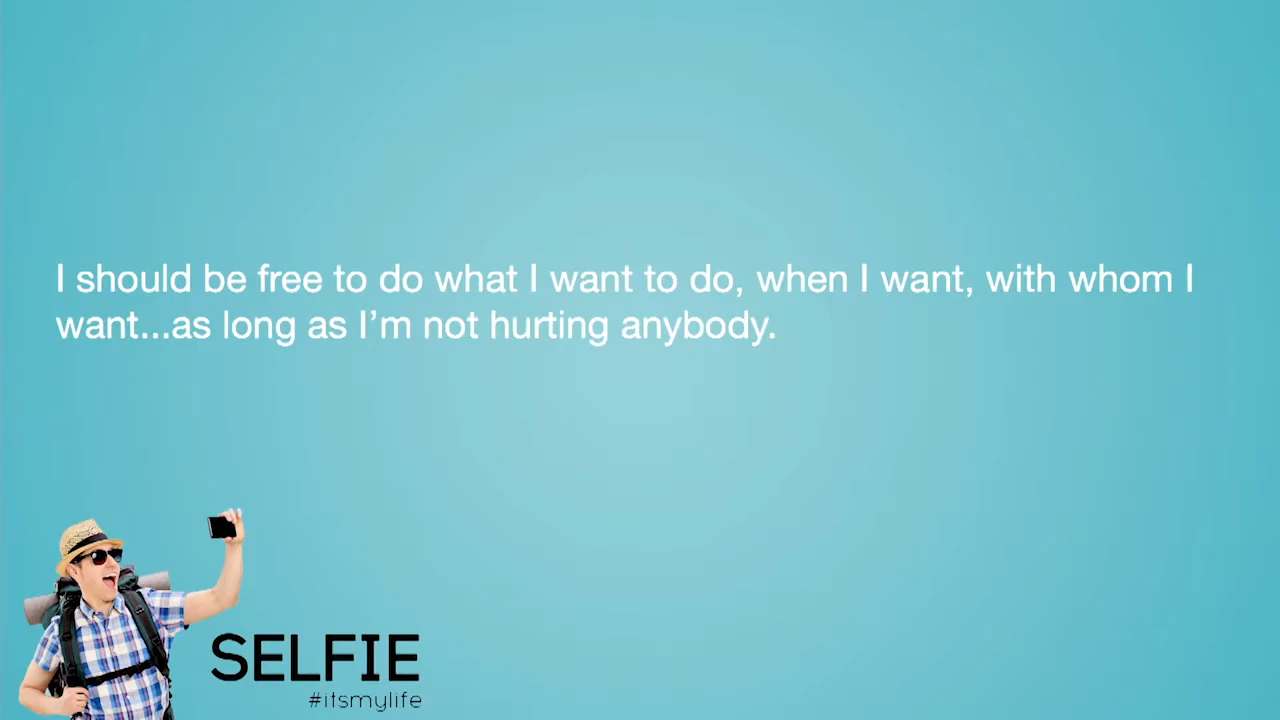 I should be free to do what I want to do, when I want, with whom I
want...as long as I’m not hurting anybody.
SELFIE
#itsmylife